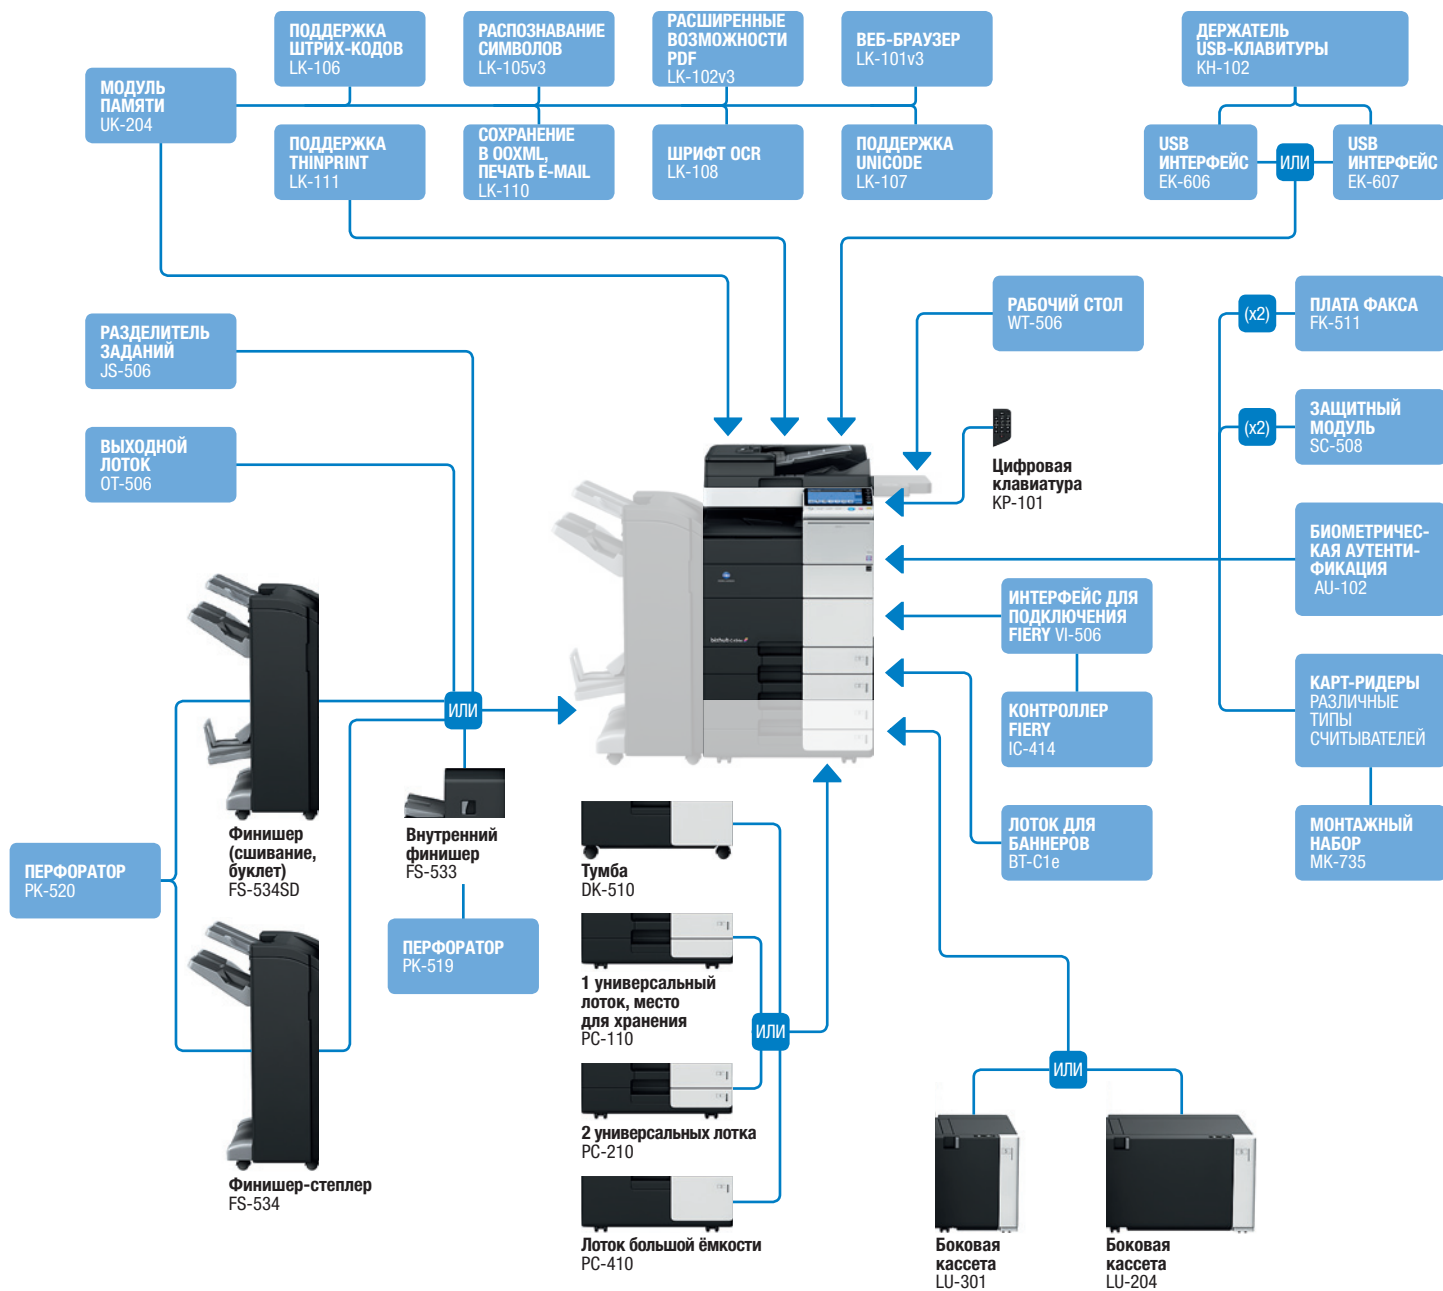 ПОДДЕРЖКА
ШТРИХ-КОДОВ
LK-106
РАСПОЗНАВАНИЕ
СИМВОЛОВ
LK-105v3
РАСШИРЕННЫЕ
ВОЗМОЖНОСТИ
PDF
LK-102v3
ВЕБ-БРАУЗЕР
LK-101v3
ДЕРЖАТЕЛЬ
USB-КЛАВИТУРЫ
KH-102
МОДУЛЬ
ПАМЯТИ
UK-204
ПОДДЕРЖКА
THINPRINT
LK-111
СОХРАНЕНИЕ
В OOXML,
ПЕЧАТЬ E-MAIL
LK-110
ШРИФТ OCR
LK-108
ПОДДЕРЖКА
UNICODE
LK-107
USB
ИНТЕРФЕЙС
EK-606
ИЛИ
USB
ИНТЕРФЕЙС
EK-607
РАЗДЕЛИТЕЛЬ
ЗАДАНИЙ
JS-506
РАБОЧИЙ СТОЛ
WT-506
(x2)
ПЛАТА ФАКСА
FK-511
ВЫХОДНОЙ
ЛОТОК
OT-506
Цифровая
клавиатура
KP-101
(x2)
ЗАЩИТНЫЙ
МОДУЛЬ
SC-508
БИОМЕТРИЧЕС-
КАЯ АУТЕНТИ-
ФИКАЦИЯ
AU-102
ИНТЕРФЕЙС ДЛЯ
ПОДКЛЮЧЕНИЯ
FIERY VI-506
КОНТРОЛЛЕР
FIERY
IC-414
КАРТ-РИДЕРЫ
РАЗЛИЧНЫЕ
ТИПЫ
СЧИТЫВАТЕЛЕЙ
ИЛИ
Финишер
(сшивание,
буклет)
FS-534SD
Внутренний
финишер
FS-533
Тумба
DK-510
ЛОТОК ДЛЯ
БАННЕРОВ
BT-C1e
МОНТАЖНЫЙ
НАБОР
MK-735
ПЕРФОРАТОР
PK-520
ПЕРФОРАТОР
PK-519
1 универсальный
лоток, место
для хранения
PC-110
ИЛИ
2 универсальных лотка
PC-210
ИЛИ
Финишер-степлер
FS-534
Лоток большой ёмкости
PC-410
Боковая
кассета
LU-301
Боковая
кассета
LU-204